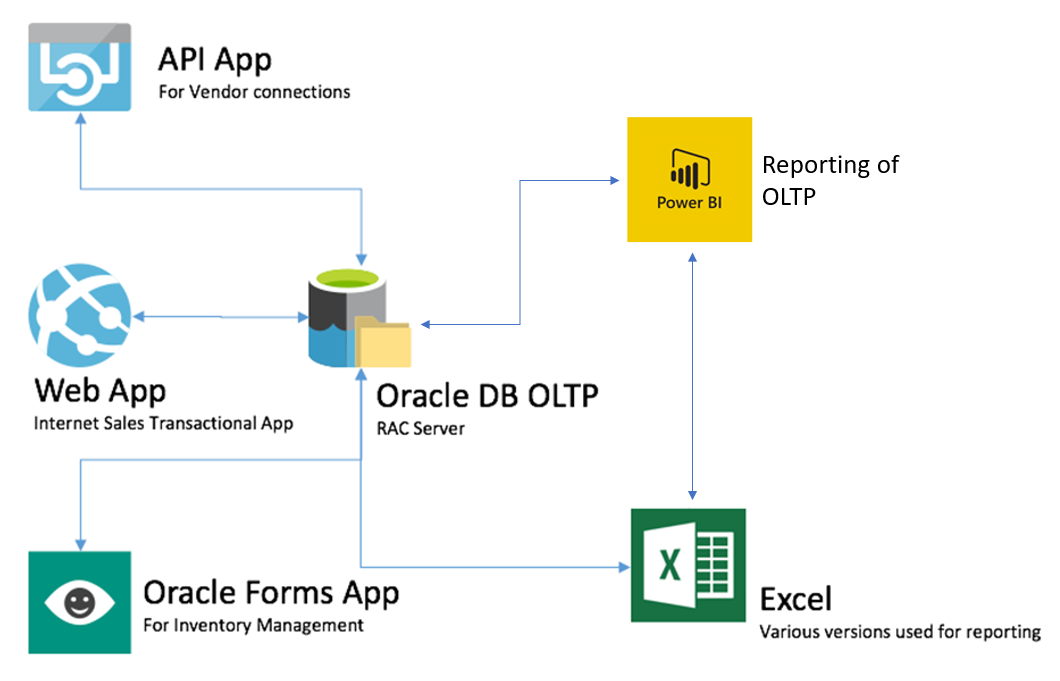 API App
For Vendor connections
Power BI
Reporting of
OLTP
Web App
Internet Sales Transactional App
Oracle DB OLTP
RAC Server
Oracle Forms App
For Inventory Management
X
Excel
Various versions used for reporting